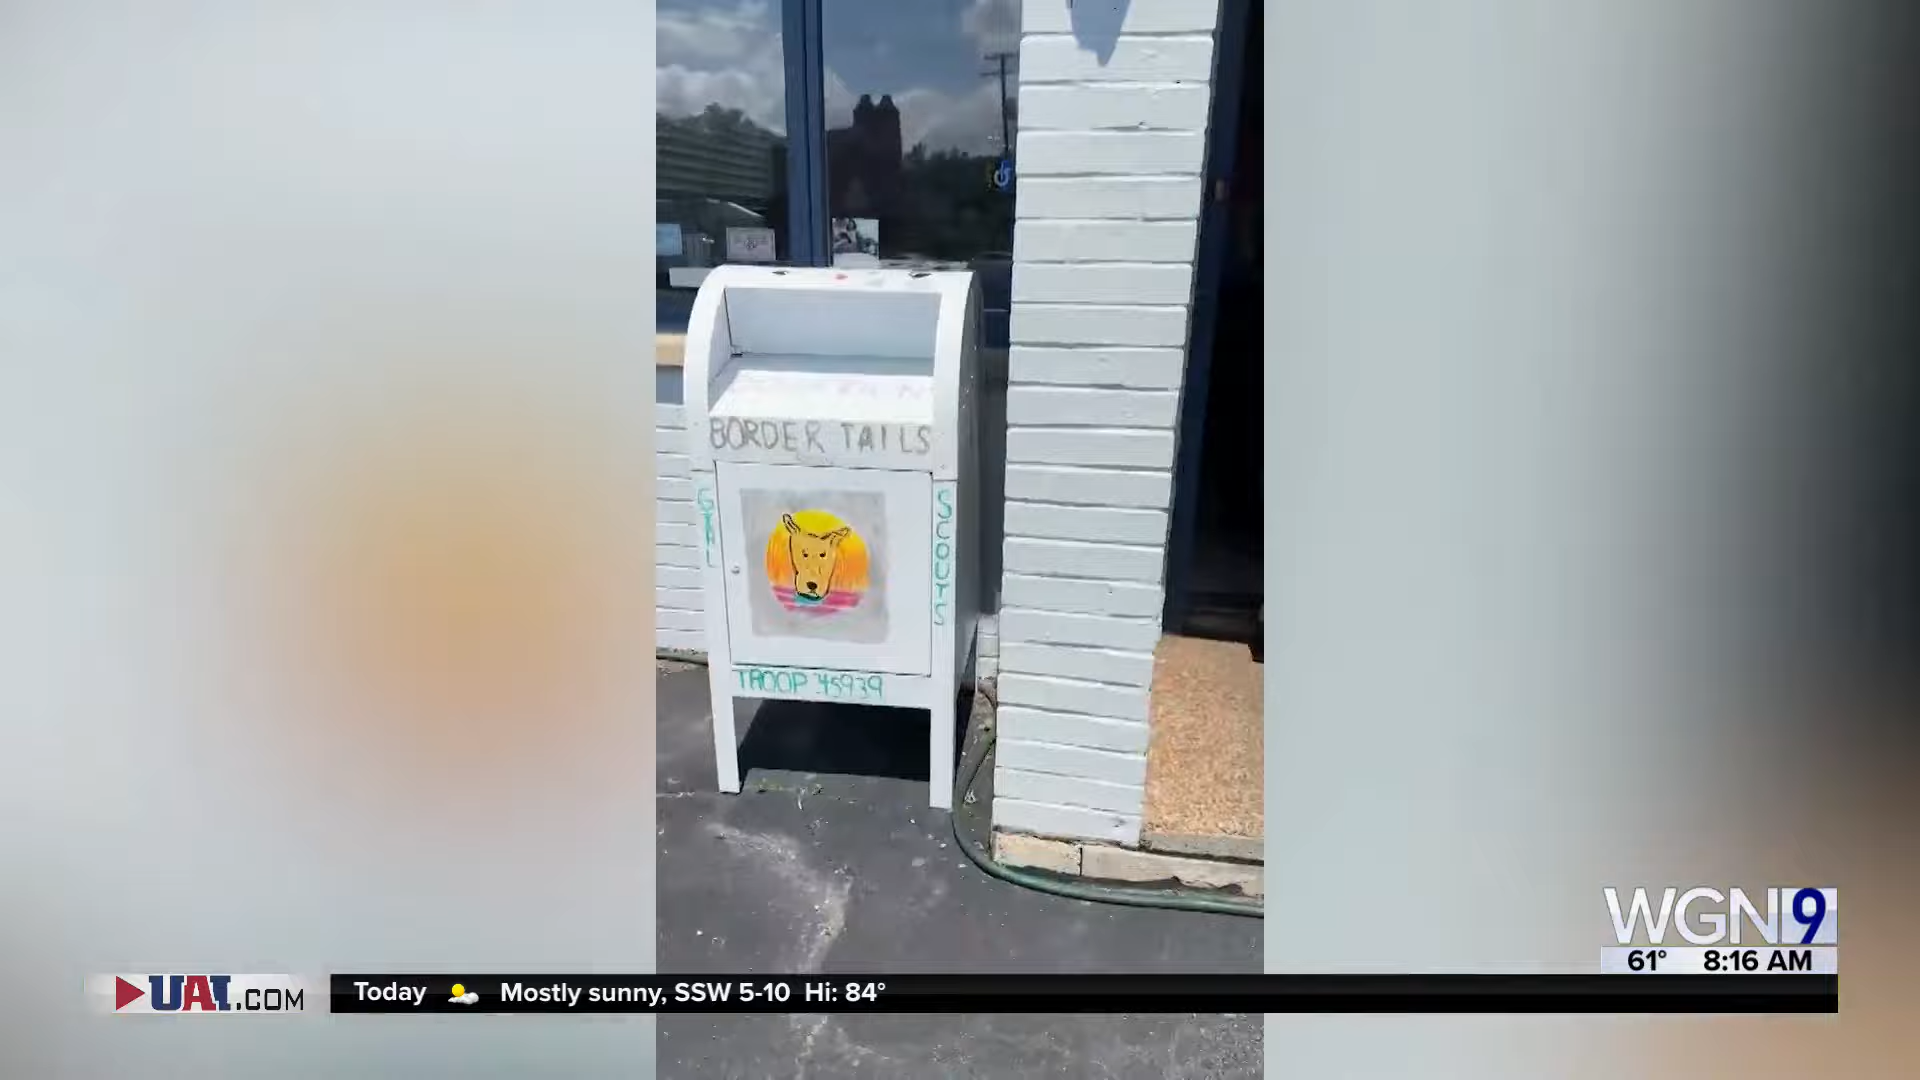 BORDER TAILS
GIRL
SCOUTS
TROOP 45939
WGN9
61° 8:16 AM
UAI.COM
Today Mostly sunny, SSW 5-10 Hi: 84°